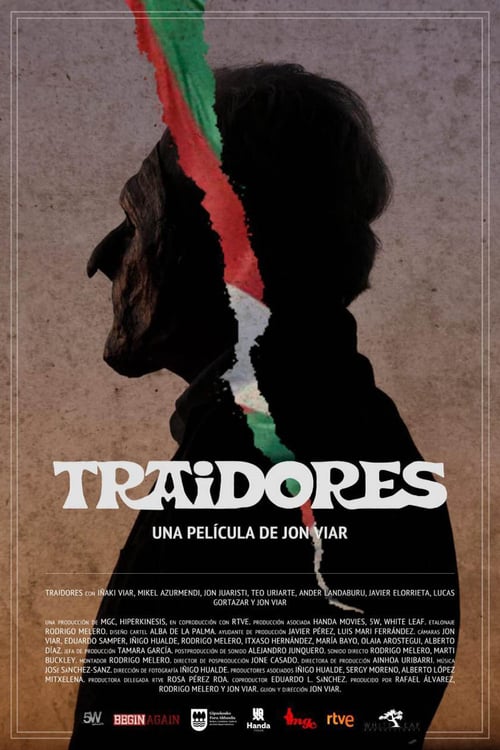 TRAiDORES
UNA PELÍCULA DE JON VIAR
TRAIDORES CON IÑAKI VIAR, MIKEL AZURMENDI, JON JUARISTI, TEO URIARTE, ANDER LANDABURU, JAVIER ELORRIETA, LUCAS
GORTAZAR Y JON VIAR
UNA PRODUCCIÓN DE MGC, HIPERKINESIS, EN COPRODUCCIÓN CON RTVE. PRODUCCIÓN ASOCIADA HANDA MOVIES, 5W, WHITE LEAF, ETALONAJE
RODRIGO MELERO. DISEÑO CARTEL ALBA DE LA PALMA. AYUDANTE DE PRODUCCIÓN JAVIER PÉREZ, LUIS MARI FERRÁNDEZ. CÁMARAS JON
VIAR, EDUARDO SAMPER, IÑIGO HUALDE, RODRIGO MELERO, ITXASO HERNÁNDEZ, MARÍA BAYO, OLAIA AROSTEGUI, ALBERTO
DÍAZ. JEFA DE PRODUCCIÓN TAMARA GARCÍA. POSTPRODUCCIÓN DE SONIDO ALEJANDRO JUNQUERO. SONIDO DIRECTO RODRIGO MELERO, MARTI
BUCKLEY. MONTADOR RODRIGO MELERO. DIRECTOR DE POSPRODUCCIÓN JONE CASADO. DIRECTORA DE PRODUCCIÓN AINHOA URIBARRI. MÚSICA
JOSE SáNCHEZ-SANZ. DIRECCIÓN DE FOTOGRAFÍA IÑIGO HUALDE. PRODUCTORES ASOCIADOS IÑIGO HUALDE, SERGY MORENO, ALBERTO LÓPEZ
MITXELENA. PRODUCTORA DELEGADA RTVE ROSA PÉREZ ROA. COPRODUCTOR EDUARDO L. SáNCHEZ. PRODUCIDO POR RAFAEL ÁLVAREZ,
RODRIGO MELERO Y JON VIAR. GUION Y DIRECCIÓN JON VIAR.
5W BEGIN AGAIN Gipuzkoako Foru Aldundia Handa mgc rtve WHITE LEAF